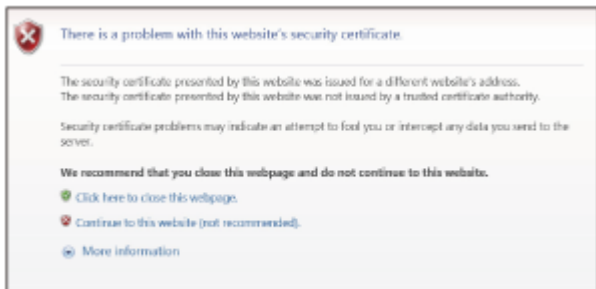 There is a problem with this website's security certificate.
The security certificate presented by this website was issued for a different website's address.
The security certificate presented by this website was not issued by a trusted certificate authority.
Security certificate problems may indicate an attempt to fool you or intercept any data you send to the
server.
We recommend that you close this webpage and do not continue to this website.
Click here to close this webpage.
Continue to this website (not recommended).
More information